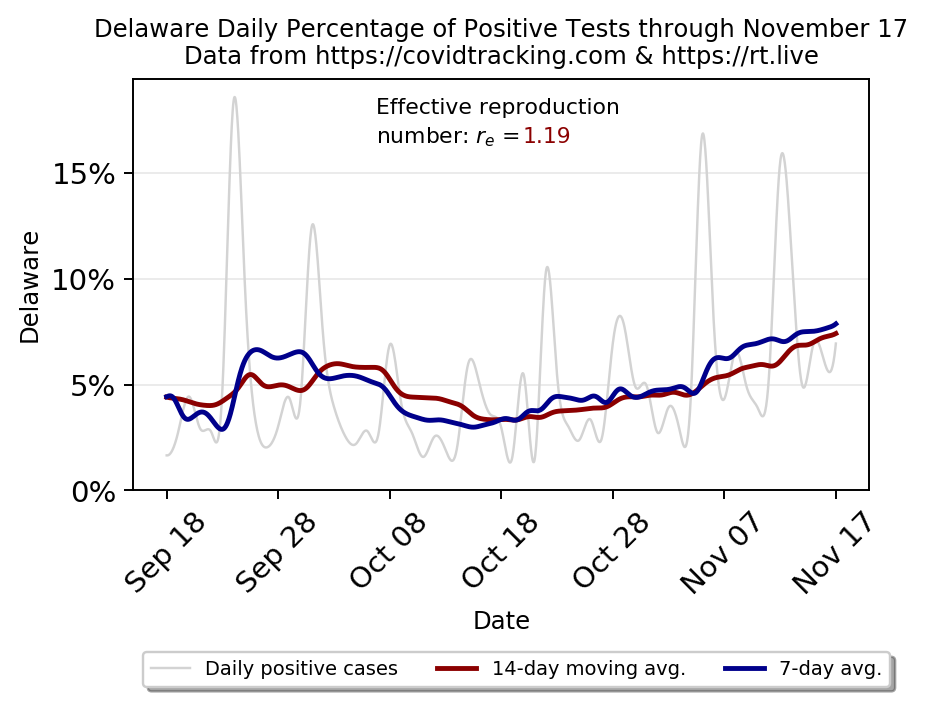 Delaware Daily Percentage of Positive Tests through November 17
Data from https://covidtracking.com & https://rt.live
Effective reproduction
number: rₑ =1.19
15%
10%
5%
0%
Delaware
Sep 18
Sep 28
Oct 08
Oct 18
Oct 28
Nov 07
Nov 17
Date
Daily positive cases
14-day moving avg.
7-day avg.